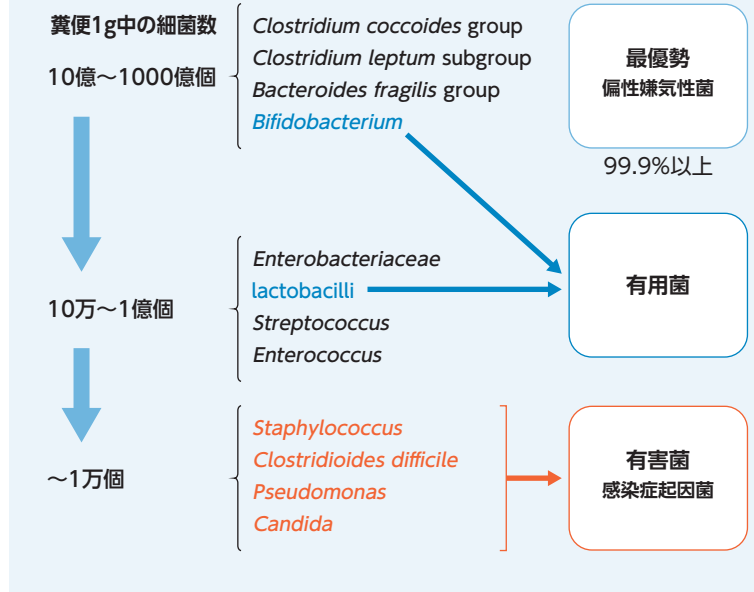 糞便1g中の細菌数
10億～1000億個
Clostridium coccoides group
Clostridium leptum subgroup
Bacteroides fragilis group
Bifidobacterium
最優勢
偏性嫌気性菌
99.9%以上
10万～1億個
Enterobacteriaceae
lactobacilli
Streptococcus
Enterococcus
有用菌
～1万個
Staphylococcus
Clostridioides difficile
Pseudomonas
Candida
有害菌
感染症起因菌